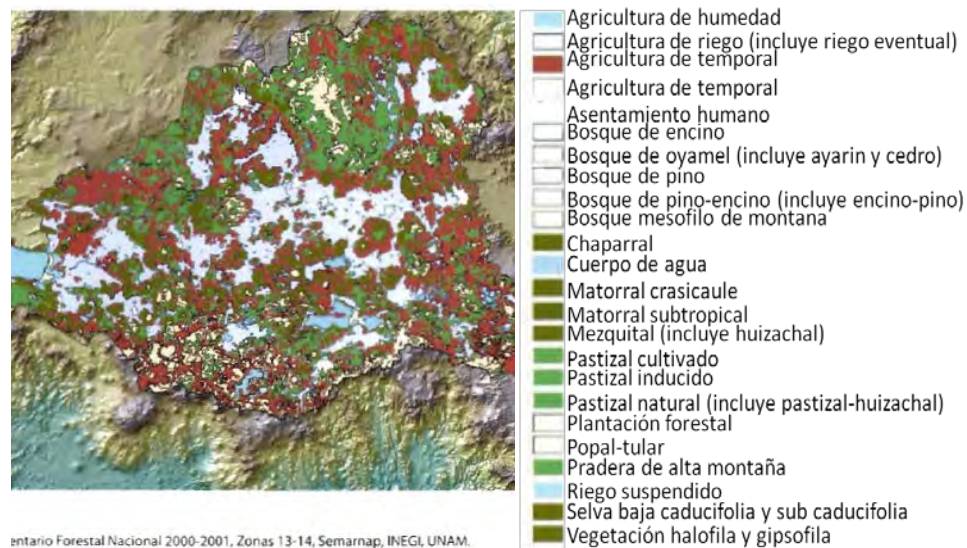 Agricultura de humedad
Agricultura de riego (incluye riego eventual)
Agricultura de temporal
Agricultura de temporal
Asentamiento humano
Bosque de encino
Bosque de oyamel (incluye ayarin y cedro)
Bosque de pino
Bosque de pino-encino (incluye encino-pino)
Bosque mesofilo de montana
Chaparral
Cuerpo de agua
Matorral crasicaule
Matorral subtropical
Mezquital (incluye huizachal)
Pastizal cultivado
Pastizal inducido
Pastizal natural (incluye pastizal-huizachal)
Plantación forestal
Popal-tular
Pradera de alta montaña
Riego suspendido
Selva baja caducifolia y sub caducifolia
Vegetación halofila y gipsofila
entario Forestal Nacional 2000-2001, Zonas 13-14, Semarnap, INEGI, UNAM.